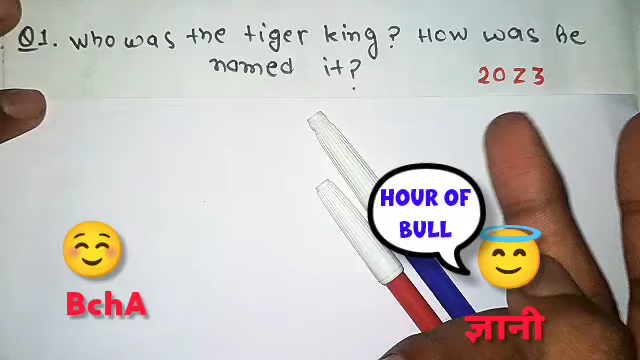 Q1. Who was the tiger king? How was he
named it?
2023
HOUR OF
BULL
BchA
ज्ञानी